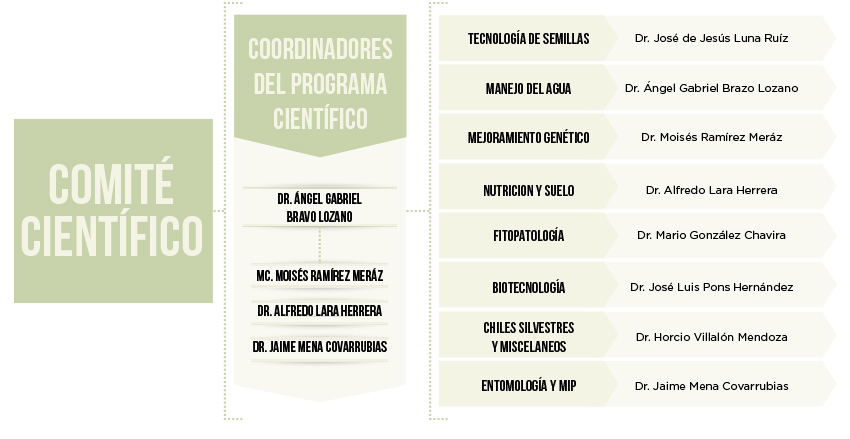 COMITÉ
CIENTÍFICO
COORDINADORES
DEL PROGRAMA
CIENTÍFICO
DR. ÁNGEL GABRIEL
BRAVO LOZANO
MC. MOISÉS RAMÍREZ MERÁZ
DR. ALFREDO LARA HERRERA
DR. JAIME MENA COVARRUBIAS
TECNOLOGÍA DE SEMILLAS Dr. José de Jesús Luna Ruíz
MANEJO DEL AGUA Dr. Ángel Gabriel Brazo Lozano
MEJORAMIENTO GENÉTICO Dr. Moisés Ramírez Meráz
NUTRICION Y SUELO Dr. Alfredo Lara Herrera
FITOPATOLOGÍA Dr. Mario González Chavira
BIOTECNOLOGÍA Dr. José Luis Pons Hernández
CHILES SILVESTRES
Y MISCELANEOS Dr. Horcio Villalón Mendoza
ENTOMOLOGÍA Y MIP Dr. Jaime Mena Covarrubias